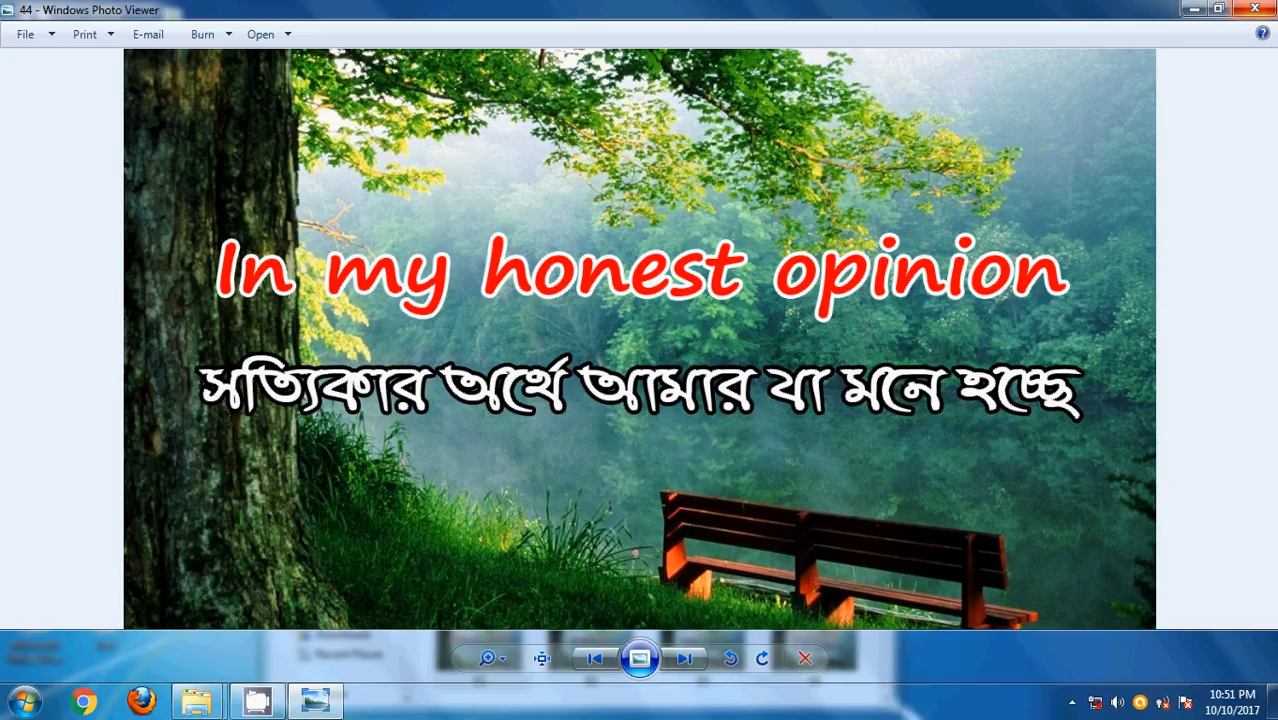 44 - Windows Photo Viewer
File Print E-mail Burn Open
In my honest opinion
সত্যিকার অর্থে আমার যা মনে হচ্ছে
10:51 PM
10/10/2017